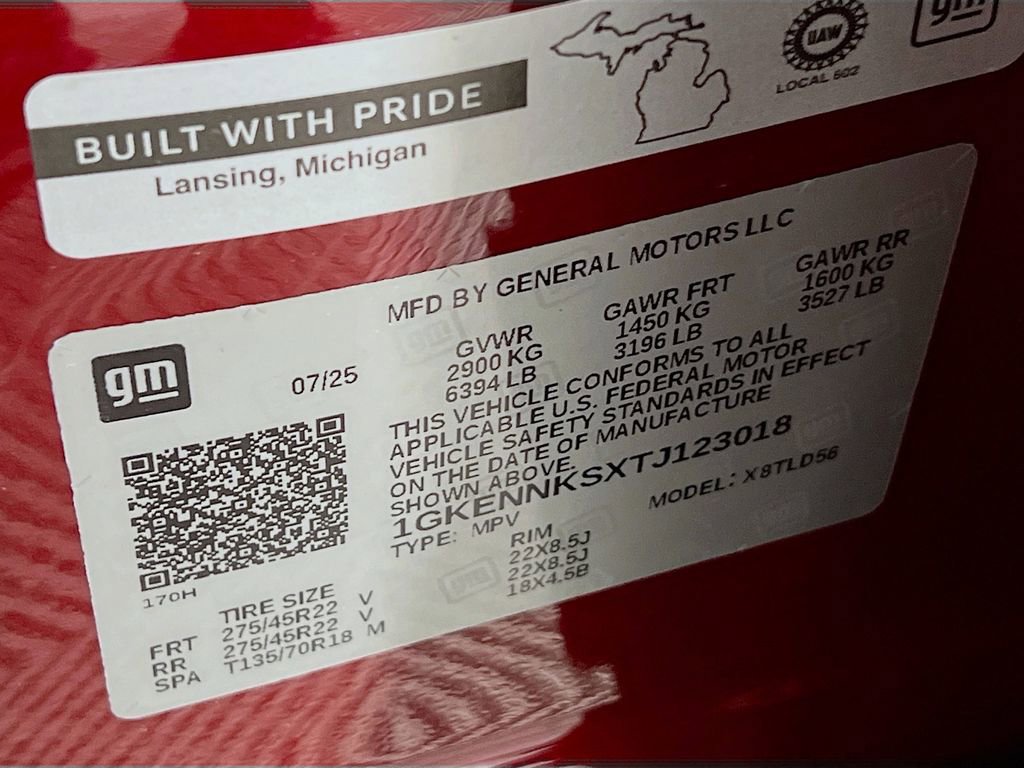 BUILT WITH PRIDE
Lansing, Michigan
UAW
LOCAL 602
gm
MFD BY GENERAL MOTORS LLC
gm
07/25
GVWR GAWR FRT GAWR RR
2900 KG 1450 KG 1600 KG
6394 LB 3196 LB 3527 LB
THIS VEHICLE CONFORMS TO ALL
APPLICABLE U.S. FEDERAL MOTOR
VEHICLE SAFETY STANDARDS IN EFFECT
ON THE DATE OF MANUFACTURE
SHOWN ABOVE.
1GKENNKSXTJ123018
TYPE: MPV MODEL: X8TLD56
170H
TIRE SIZE RIM
FRT 275/45R22 V 22X8.5J
RR 275/45R22 V 22X8.5J
SPA T135/70R18 M 18X4.5B